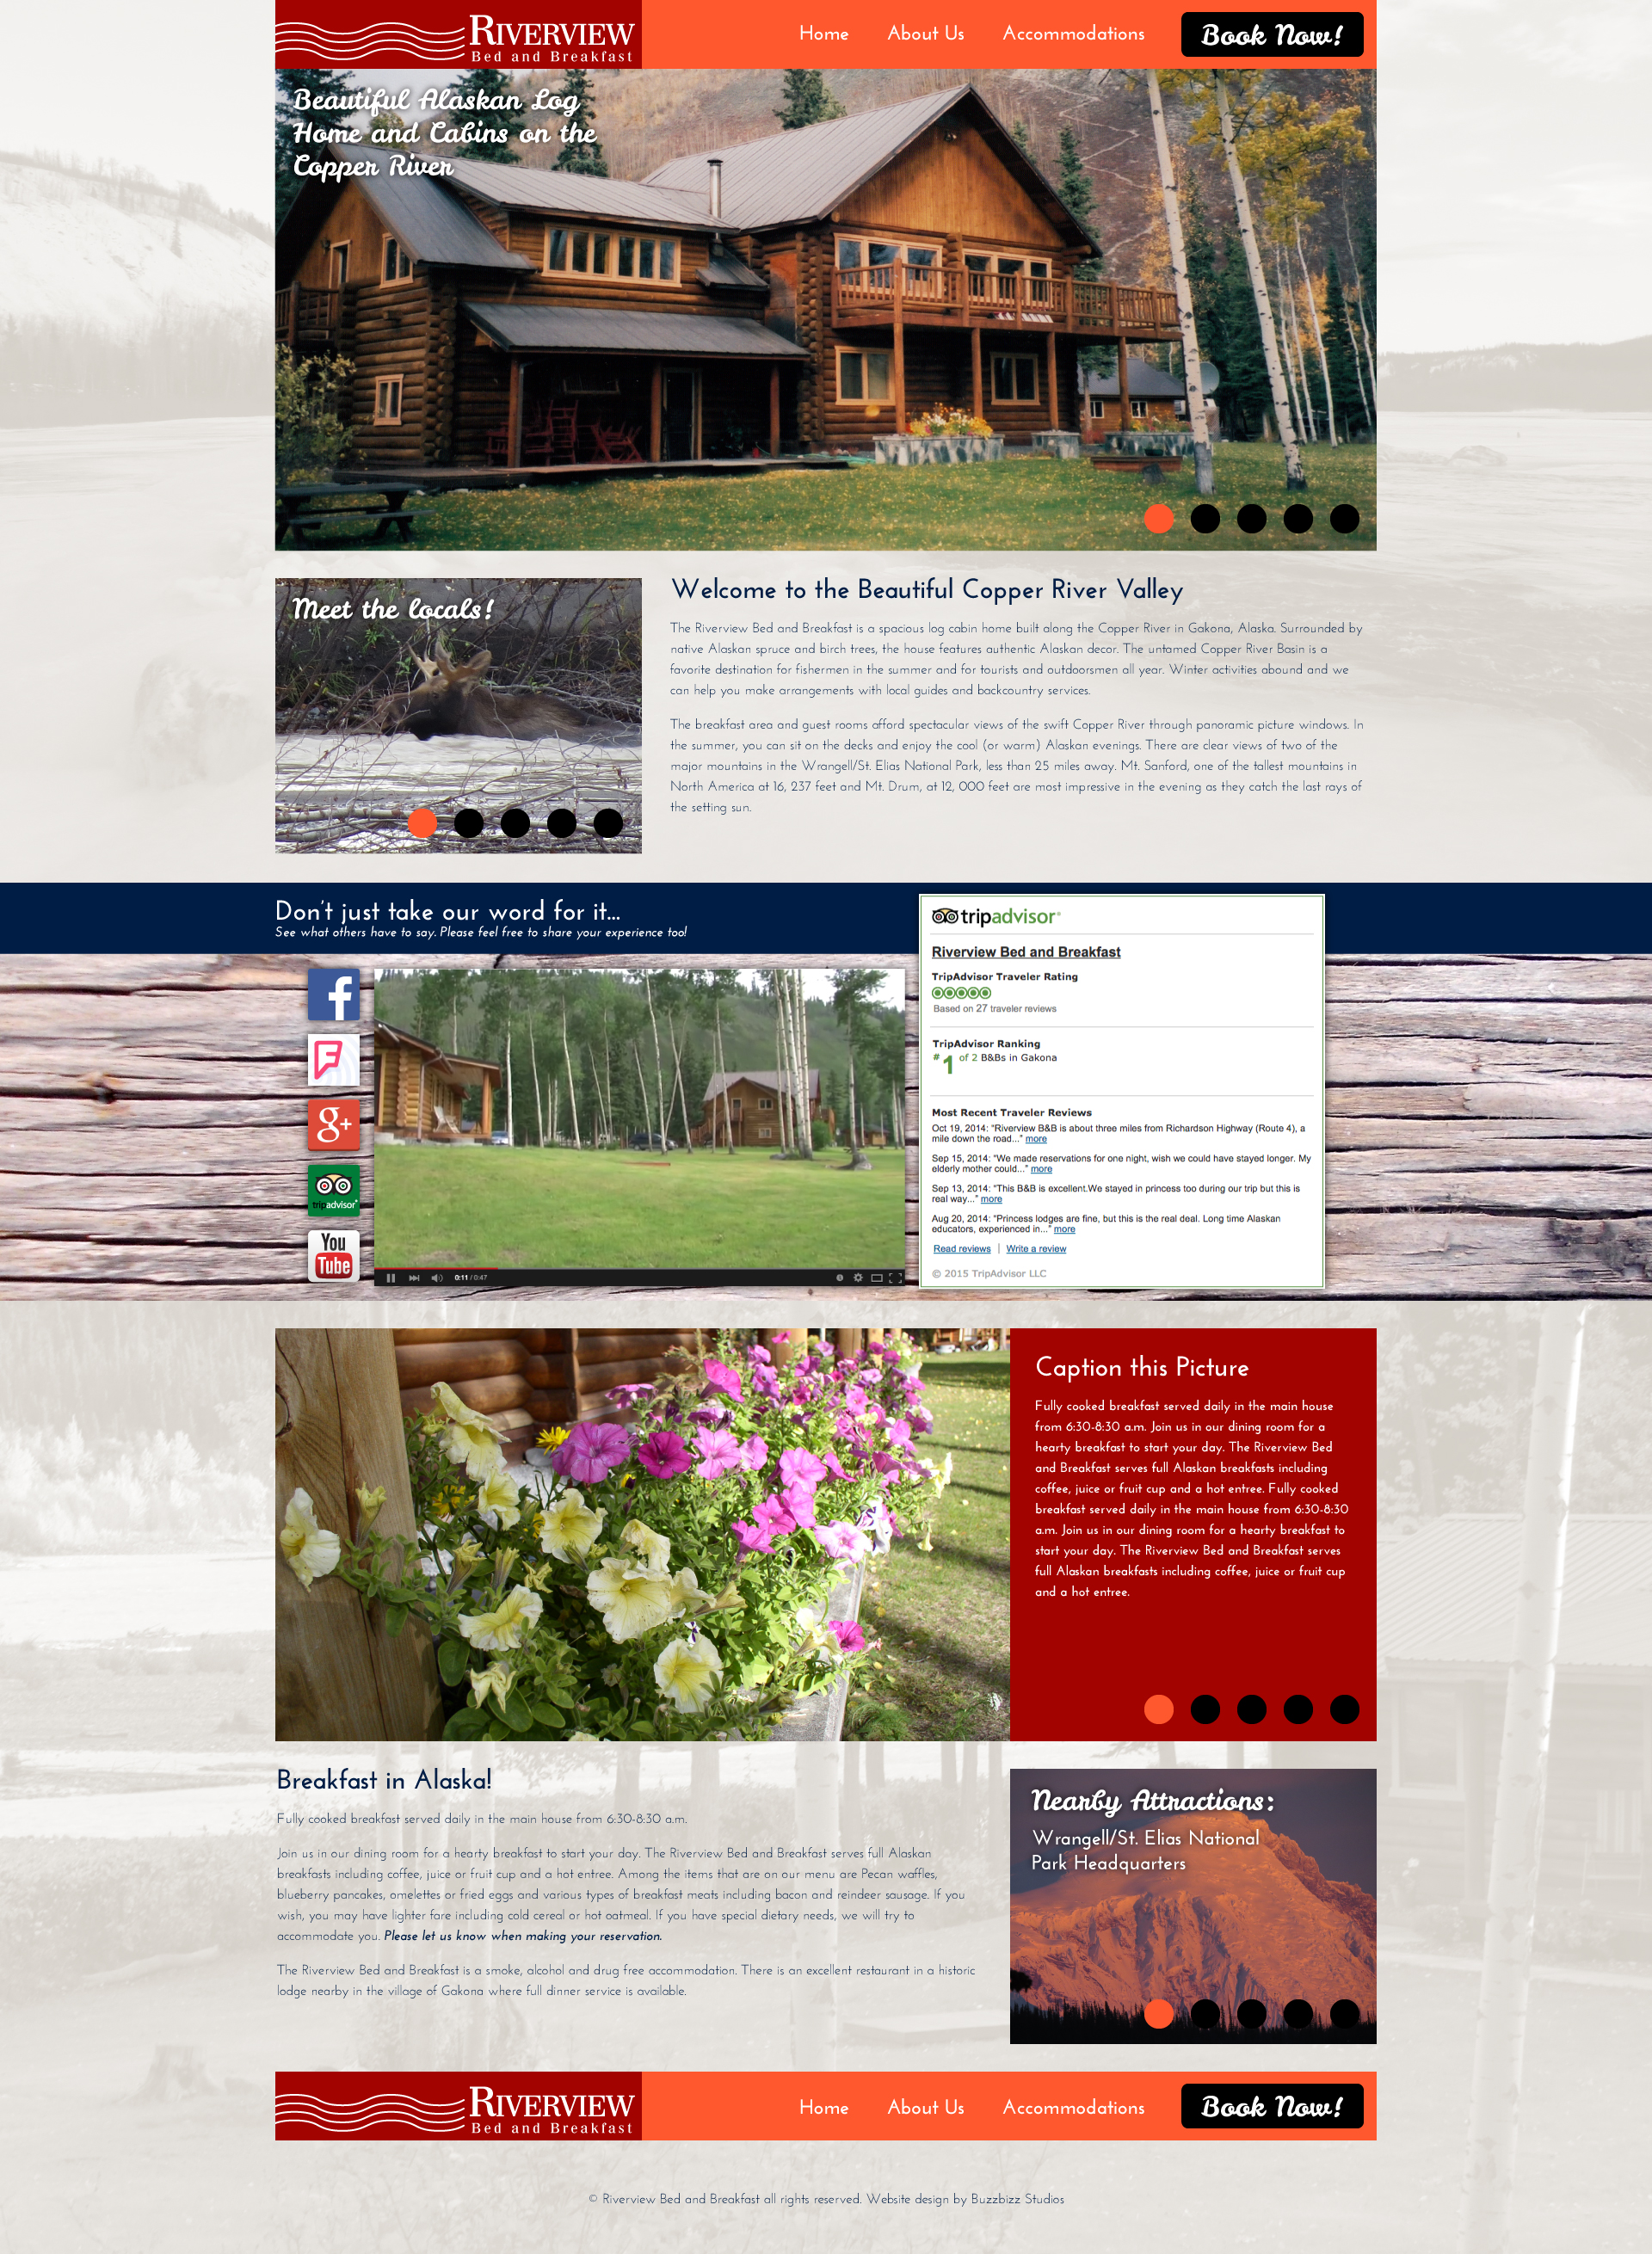 RIVERVIEW
Bed and Breakfast
Home About Us Accommodations Book Now!
Beautiful Alaskan Log
Home and Cabins on the
Copper River
Meet the locals!
Welcome to the Beautiful Copper River Valley
The Riverview Bed and Breakfast is a spacious log cabin home built along the Copper River in Gakona, Alaska. Surrounded by
native Alaskan spruce and birch trees, the house features authentic Alaskan decor. The untamed Copper River Basin is a
favorite destination for fishermen in the summer and for tourists and outdoorsmen all year. Winter activities abound and we
can help you make arrangements with local guides and backcountry services.
The breakfast area and guest rooms afford spectacular views of the swift Copper River through panoramic picture windows. In
the summer, you can sit on the decks and enjoy the cool (or warm) Alaskan evenings. There are clear views of two of the
major mountains in the Wrangell/St. Elias National Park, less than 25 miles away. Mt. Sanford, one of the tallest mountains in
North America at 16, 237 feet and Mt. Drum, at 12, 000 feet are most impressive in the evening as they catch the last rays of
the setting sun.
Don't just take our word for it...
See what others have to say. Please feel free to share your experience too!
f
g+
tripadvisor
You
Tube
0:11 / 0:47
tripadvisor
Riverview Bed and Breakfast
TripAdvisor Traveler Rating
Based on 27 traveler reviews
TripAdvisor Ranking
#1 of 2 B&Bs in Gakona
Most Recent Traveler Reviews
Oct 19, 2014: "Riverview B&B is about three miles from Richardson Highway (Route 4), a
mile down the road..." more
Sep 15, 2014: "We made reservations for one night, wish we could have stayed longer. My
elderly mother could..." more
Sep 13, 2014: "This B&B is excellent.We stayed in princess too during our trip but this is
real way..." more
Aug 20, 2014: "Princess lodges are fine, but this is the real deal. Long time Alaskan
educators, experienced in..." more
Read reviews | Write a review
© 2015 TripAdvisor LLC
Caption this Picture
Fully cooked breakfast served daily in the main house
from 6:30-8:30 a.m. Join us in our dining room for a
hearty breakfast to start your day. The Riverview Bed
and Breakfast serves full Alaskan breakfasts including
coffee, juice or fruit cup and a hot entree. Fully cooked
breakfast served daily in the main house from 6:30-8:30
a.m. Join us in our dining room for a hearty breakfast to
start your day. The Riverview Bed and Breakfast serves
full Alaskan breakfasts including coffee, juice or fruit cup
and a hot entree.
Breakfast in Alaska!
Fully cooked breakfast served daily in the main house from 6:30-8:30 a.m.
Join us in our dining room for a hearty breakfast to start your day. The Riverview Bed and Breakfast serves full Alaskan
breakfasts including coffee, juice or fruit cup and a hot entree. Among the items that are on our menu are Pecan waffles,
blueberry pancakes, omelettes or fried eggs and various types of breakfast meats including bacon and reindeer sausage. If you
wish, you may have lighter fare including cold cereal or hot oatmeal. If you have special dietary needs, we will try to
accommodate you. Please let us know when making your reservation.
The Riverview Bed and Breakfast is a smoke, alcohol and drug free accommodation. There is an excellent restaurant in a historic
lodge nearby in the village of Gakona where full dinner service is available.
Nearby Attractions:
Wrangell/St. Elias National
Park Headquarters
RIVERVIEW
Bed and Breakfast
Home About Us Accommodations Book Now!
© Riverview Bed and Breakfast all rights reserved. Website design by Buzzbizz Studios